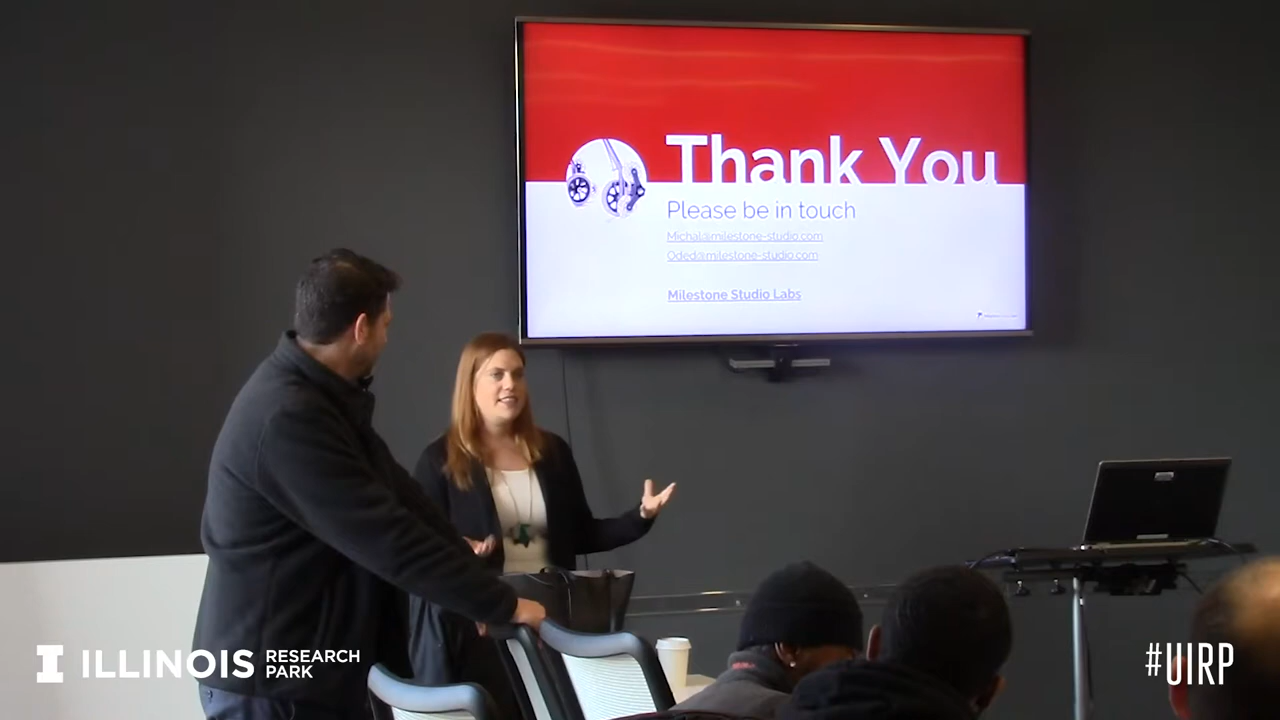 Thank You
Please be in touch
Michal@milestone-studio.com
Oded@milestone-studio.com
Milestone Studio Labs
I ILLINOIS RESEARCH
PARK
#UIRP